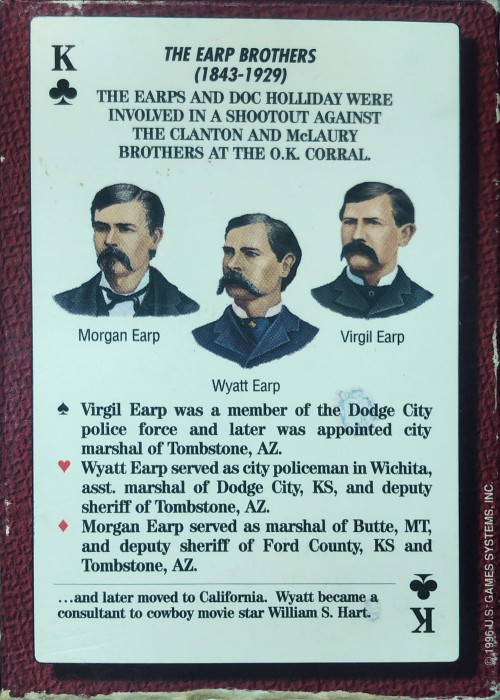 K
THE EARP BROTHERS
(1843-1929)
THE EARPS AND DOC HOLLIDAY WERE
INVOLVED IN A SHOOTOUT AGAINST
THE CLANTON AND McLAURY
BROTHERS AT THE O.K. CORRAL.
Morgan Earp
Wyatt Earp
Virgil Earp
♠ Virgil Earp was a member of the Dodge City
police force and later was appointed city
marshal of Tombstone, AZ.
♥ Wyatt Earp served as city policeman in Wichita,
asst. marshal of Dodge City, KS, and deputy
sheriff of Tombstone, AZ.
♦ Morgan Earp served as marshal of Butte, MT,
and deputy sheriff of Ford County, KS and
Tombstone, AZ.
...and later moved to California. Wyatt became a
consultant to cowboy movie star William S. Hart.
K
© 1996 U.S. GAMES SYSTEMS, INC.